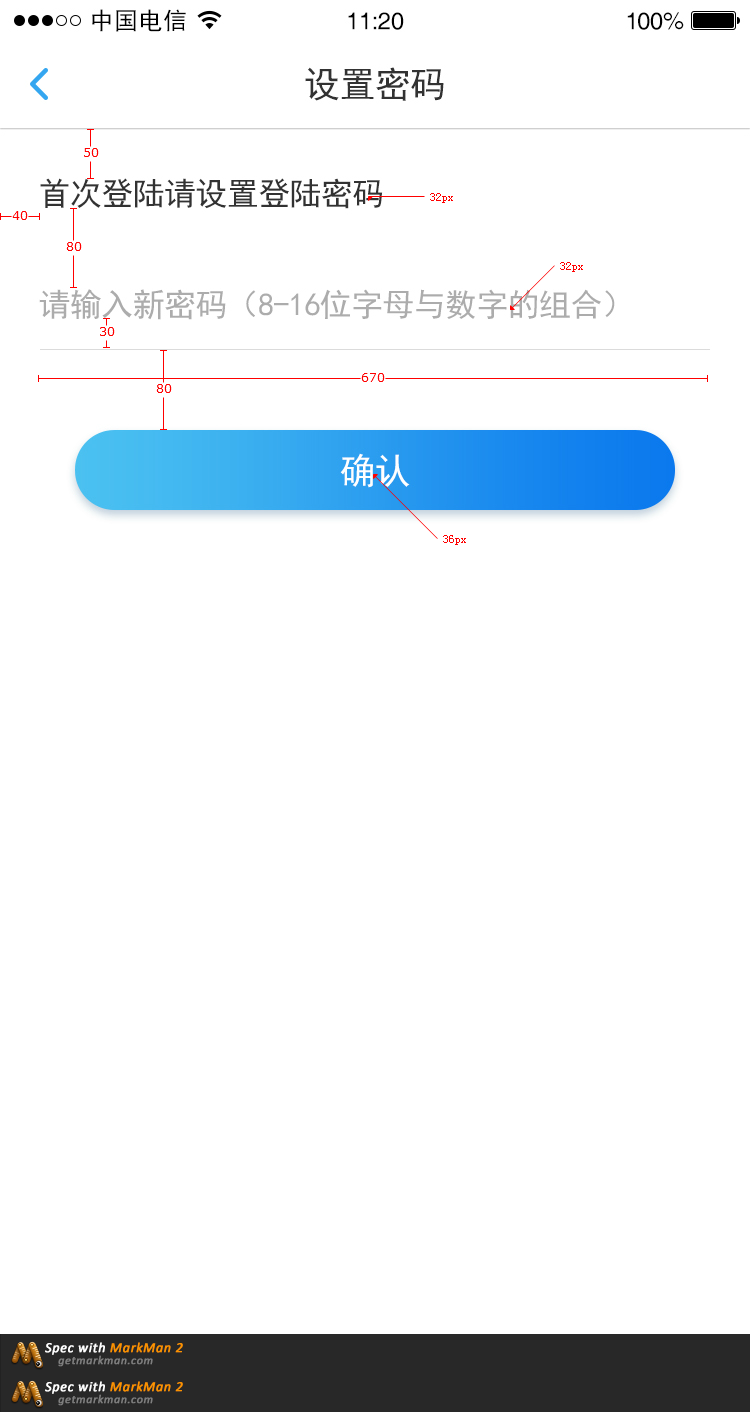 中国电信 11:20 100%
设置密码
50
首次登陆请设置登陆密码 32px
40
80
32px
请输入新密码（8-16位字母与数字的组合）
30
670
80
确认
36px
Spec with MarkMan 2
getmarkman.com
Spec with MarkMan 2
getmarkman.com